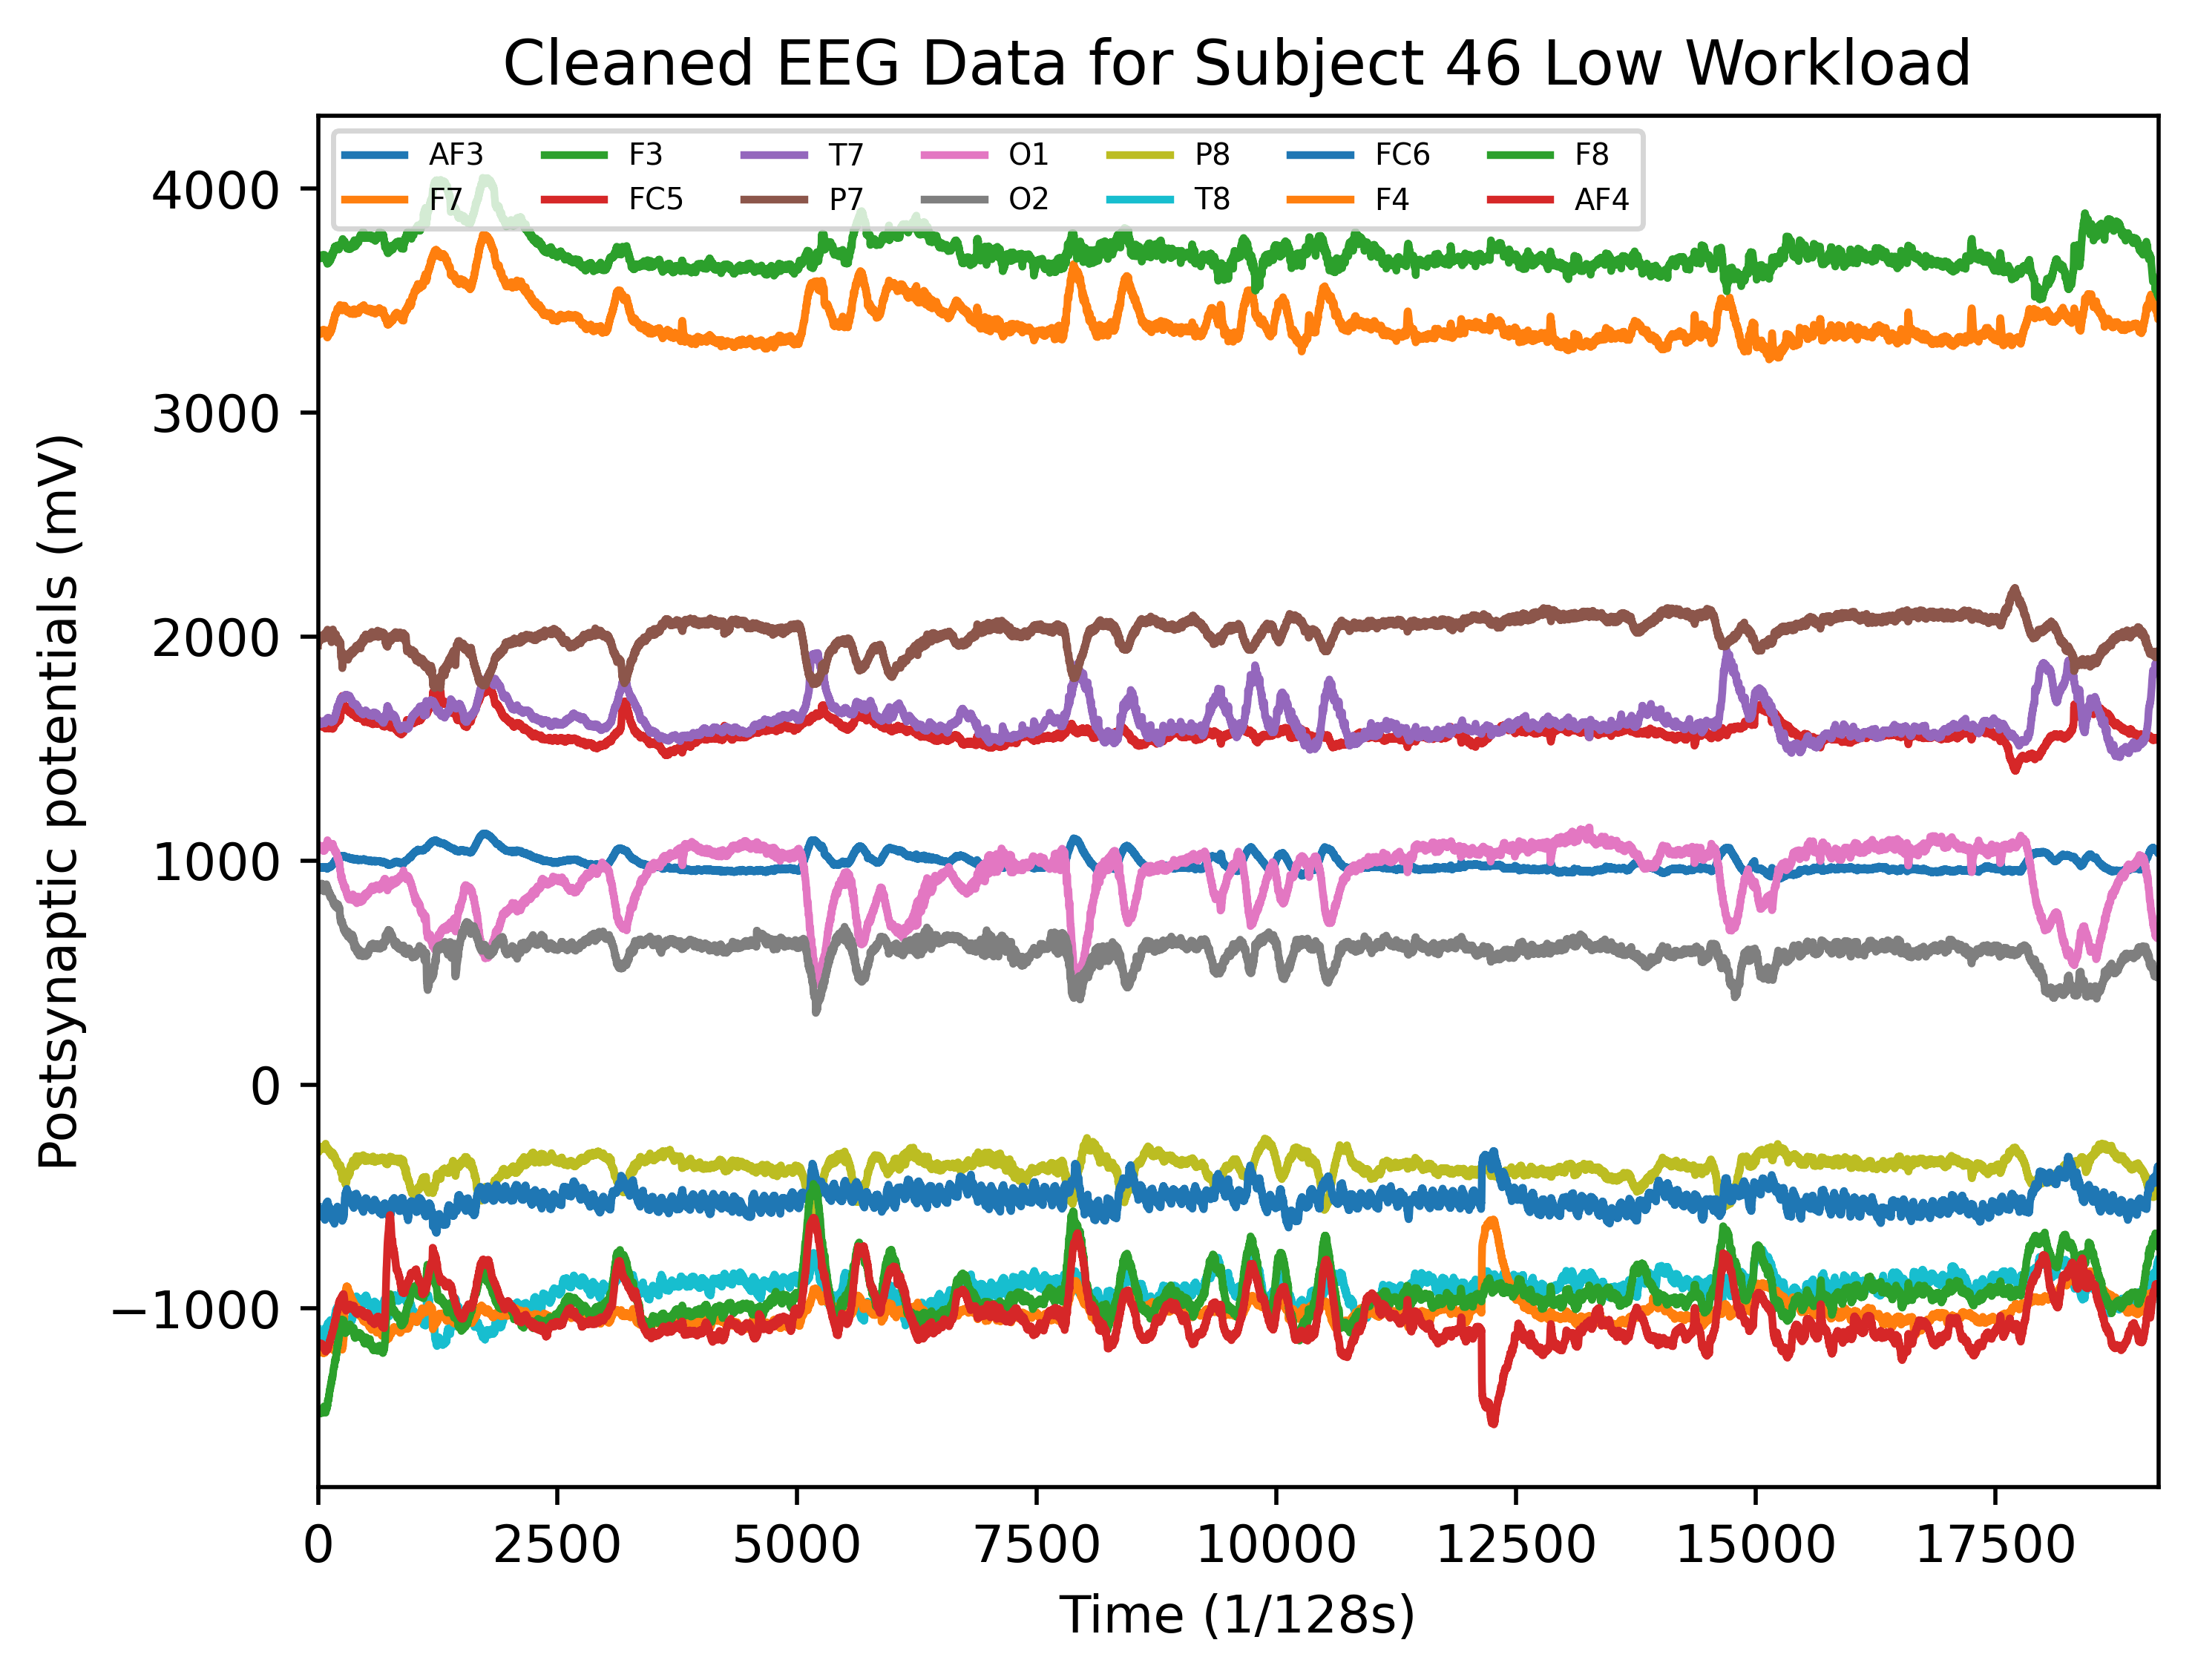 Cleaned EEG Data for Subject 46 Low Workload
AF3 F3 T7 O1 P8 FC6 F8
F7 FC5 P7 O2 T8 F4 AF4
4000
3000
2000
1000
0
−1000
Postsynaptic potentials (mV)
0 2500 5000 7500 10000 12500 15000 17500
Time (1/128s)